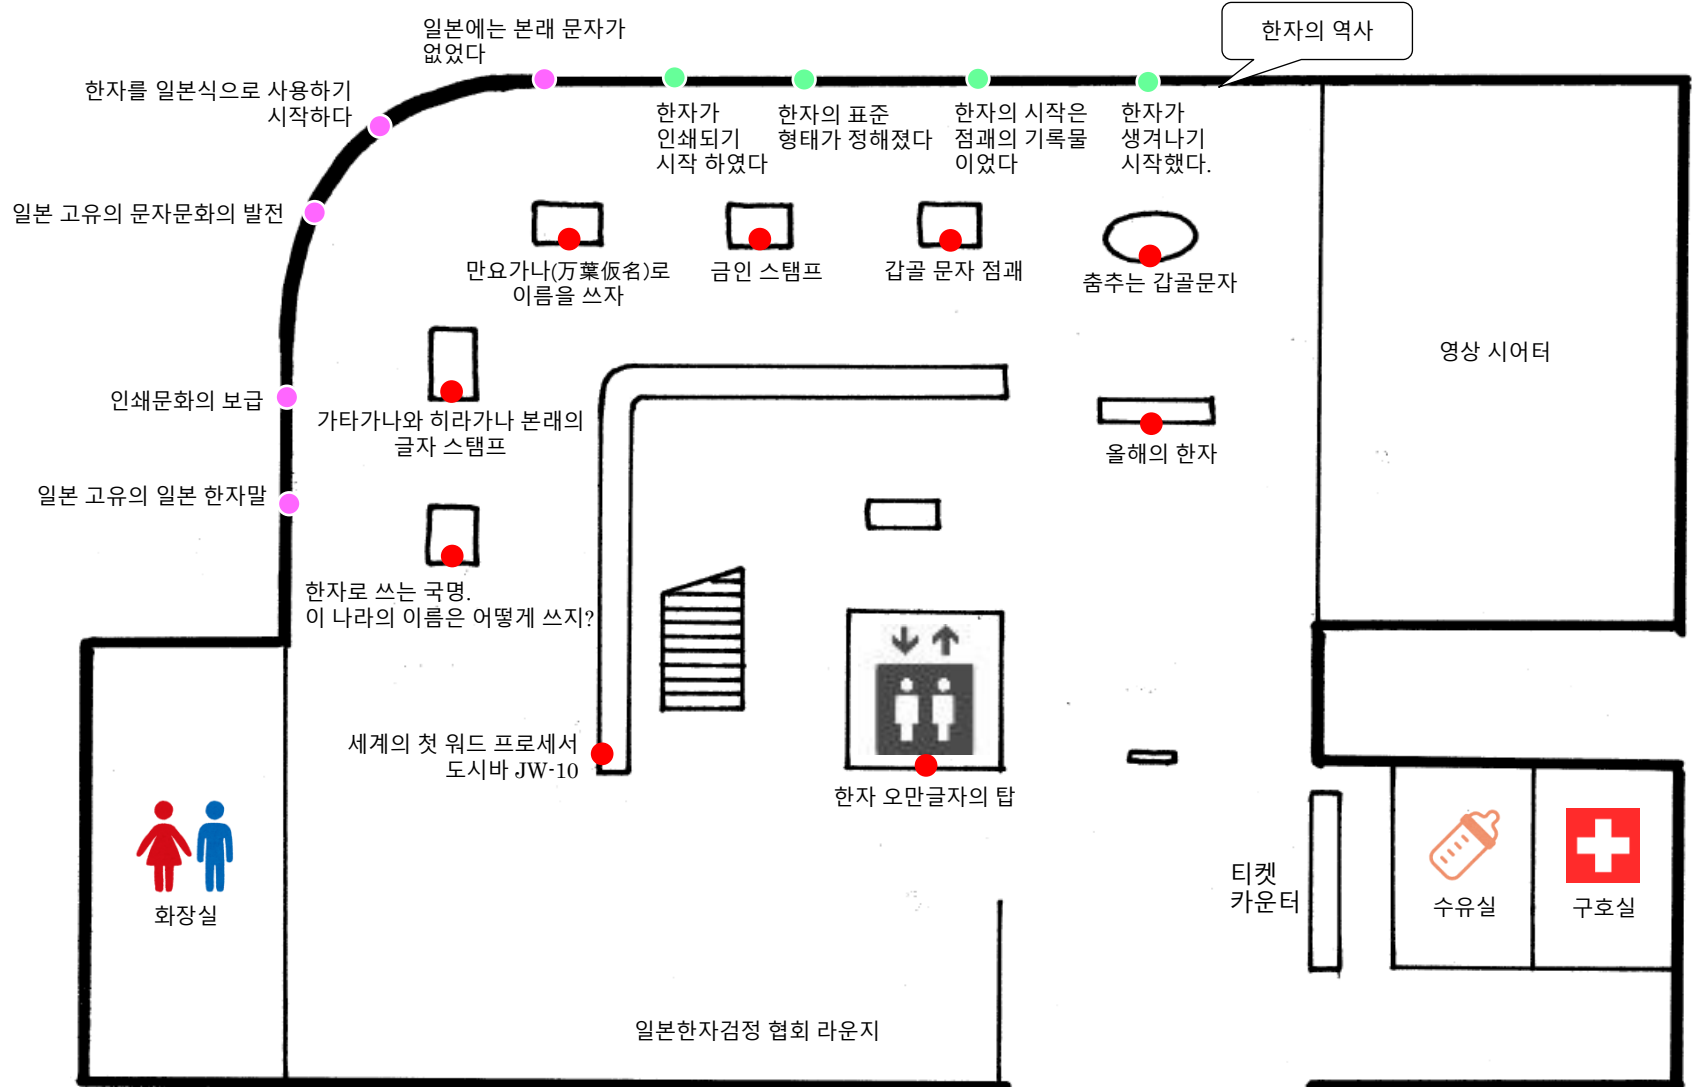 한자의 역사
일본에는 본래 문자가
없었다
한자를 일본식으로 사용하기
시작하다
한자가
인쇄되기
시작 하였다
한자의 표준
형태가 정해졌다
한자의 시작은
점괘의 기록물
이었다
한자가
생겨나기
시작했다.
일본 고유의 문자문화의 발전
만요가나(万葉仮名)로
이름을 쓰자
금인 스탬프
갑골 문자 점괘
춤추는 갑골문자
영상 시어터
인쇄문화의 보급
가타가나와 히라가나 본래의
글자 스탬프
올해의 한자
일본 고유의 일본 한자말
한자로 쓰는 국명.
이 나라의 이름은 어떻게 쓰지?
세계의 첫 워드 프로세서
도시바 JW-10
한자 오만글자의 탑
티켓
카운터
화장실
수유실
구호실
일본한자검정 협회 라운지